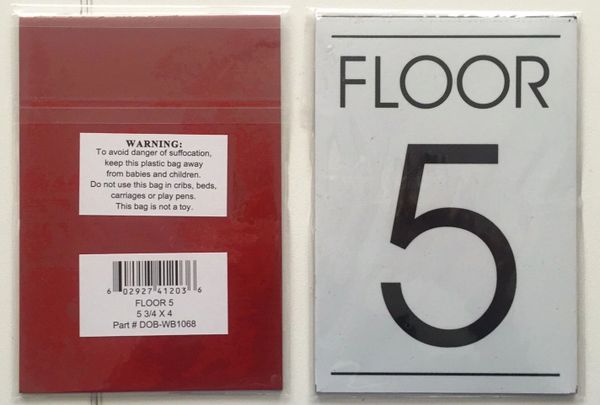 WARNING:
To avoid danger of suffocation,
keep this plastic bag away
from babies and children.
Do not use this bag in cribs, beds,
carriages or play pens.
This bag is not a toy.
6 02927 41203 6
FLOOR 5
5 3/4 X 4
Part # DOB-WB1068
FLOOR
5